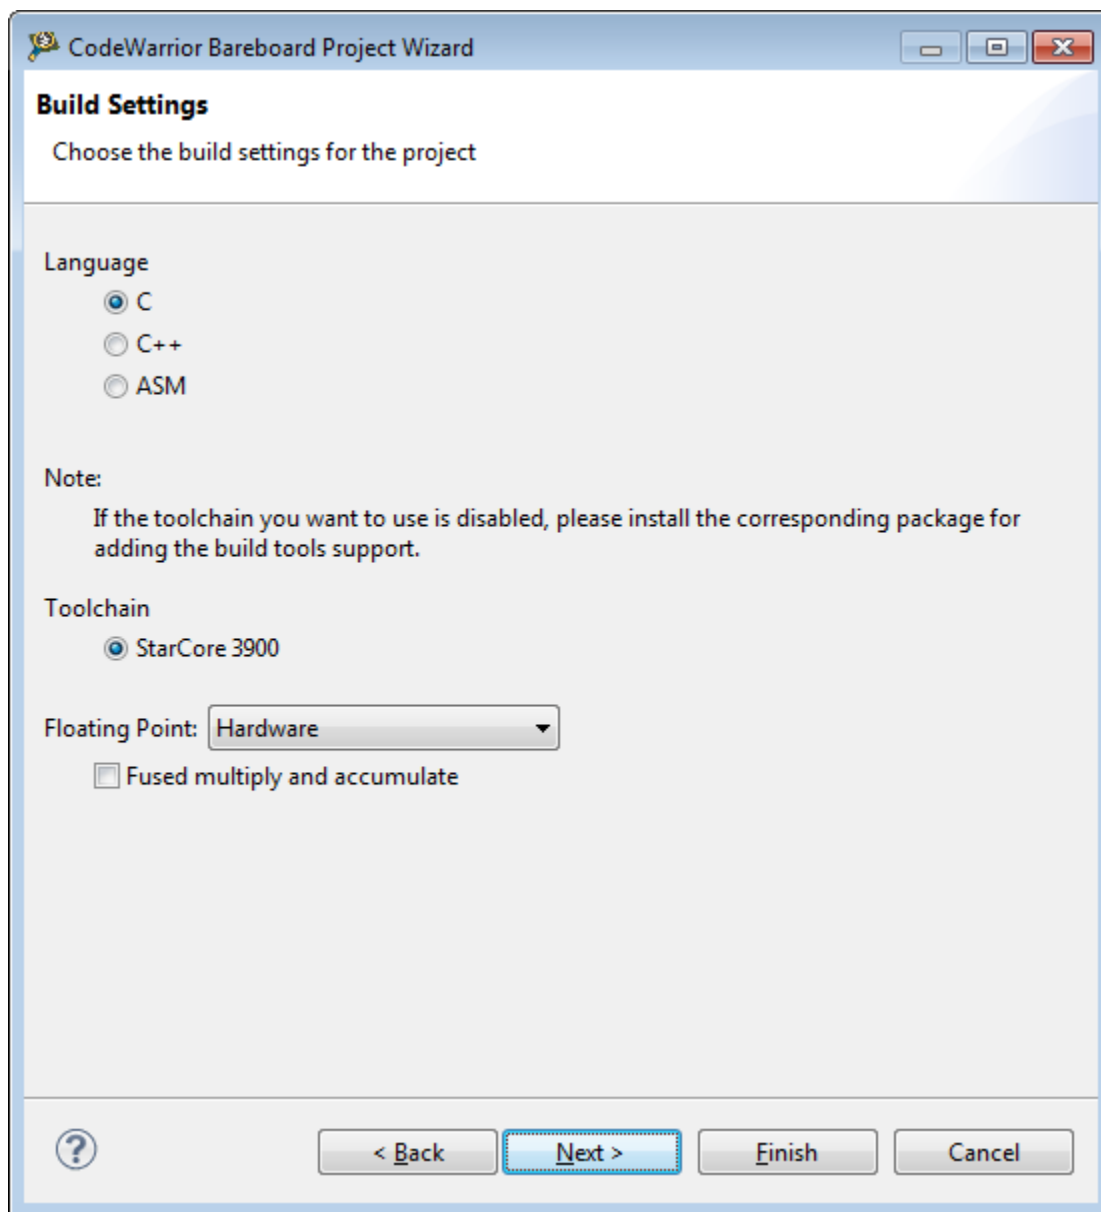 CodeWarrior Bareboard Project Wizard
Build Settings
Choose the build settings for the project
Language
C
C++
ASM
Note:
If the toolchain you want to use is disabled, please install the corresponding package for
adding the build tools support.
Toolchain
StarCore 3900
Floating Point: Hardware
Fused multiply and accumulate
? < Back Next > Finish Cancel